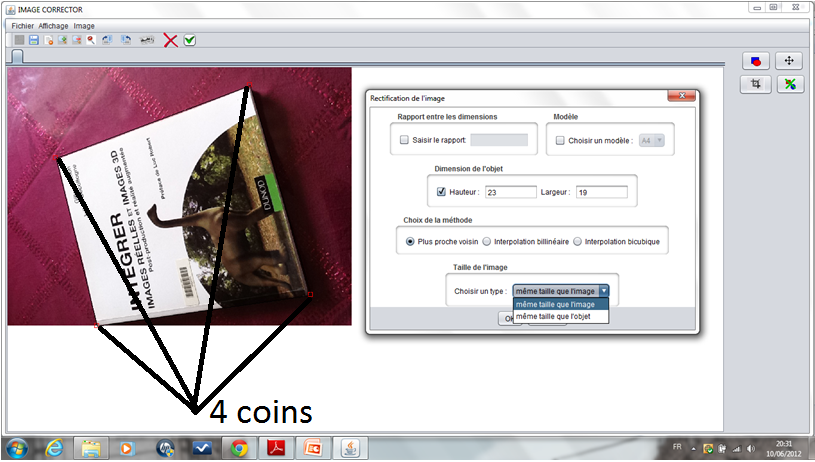 IMAGE CORRECTOR
Fichier Affichage Image
INTÉGRER
IMAGES RÉELLES ET IMAGES 3D
Post-production et réalité augmentée
Préface de Luc Robert
DUNOD
Rectification de l'image
Rapport entre les dimensions
Saisir le rapport:
Modèle
Choisir un modèle : A4
Dimension de l'objet
Hauteur : 23 Largeur : 19
Choix de la méthode
Plus proche voisin Interpolation billinéaire Interpolation bicubique
Taille de l'image
Choisir un type : même taille que l'image
même taille que l'image
même taille que l'objet
4 coins
FR
20:31
10/06/2012